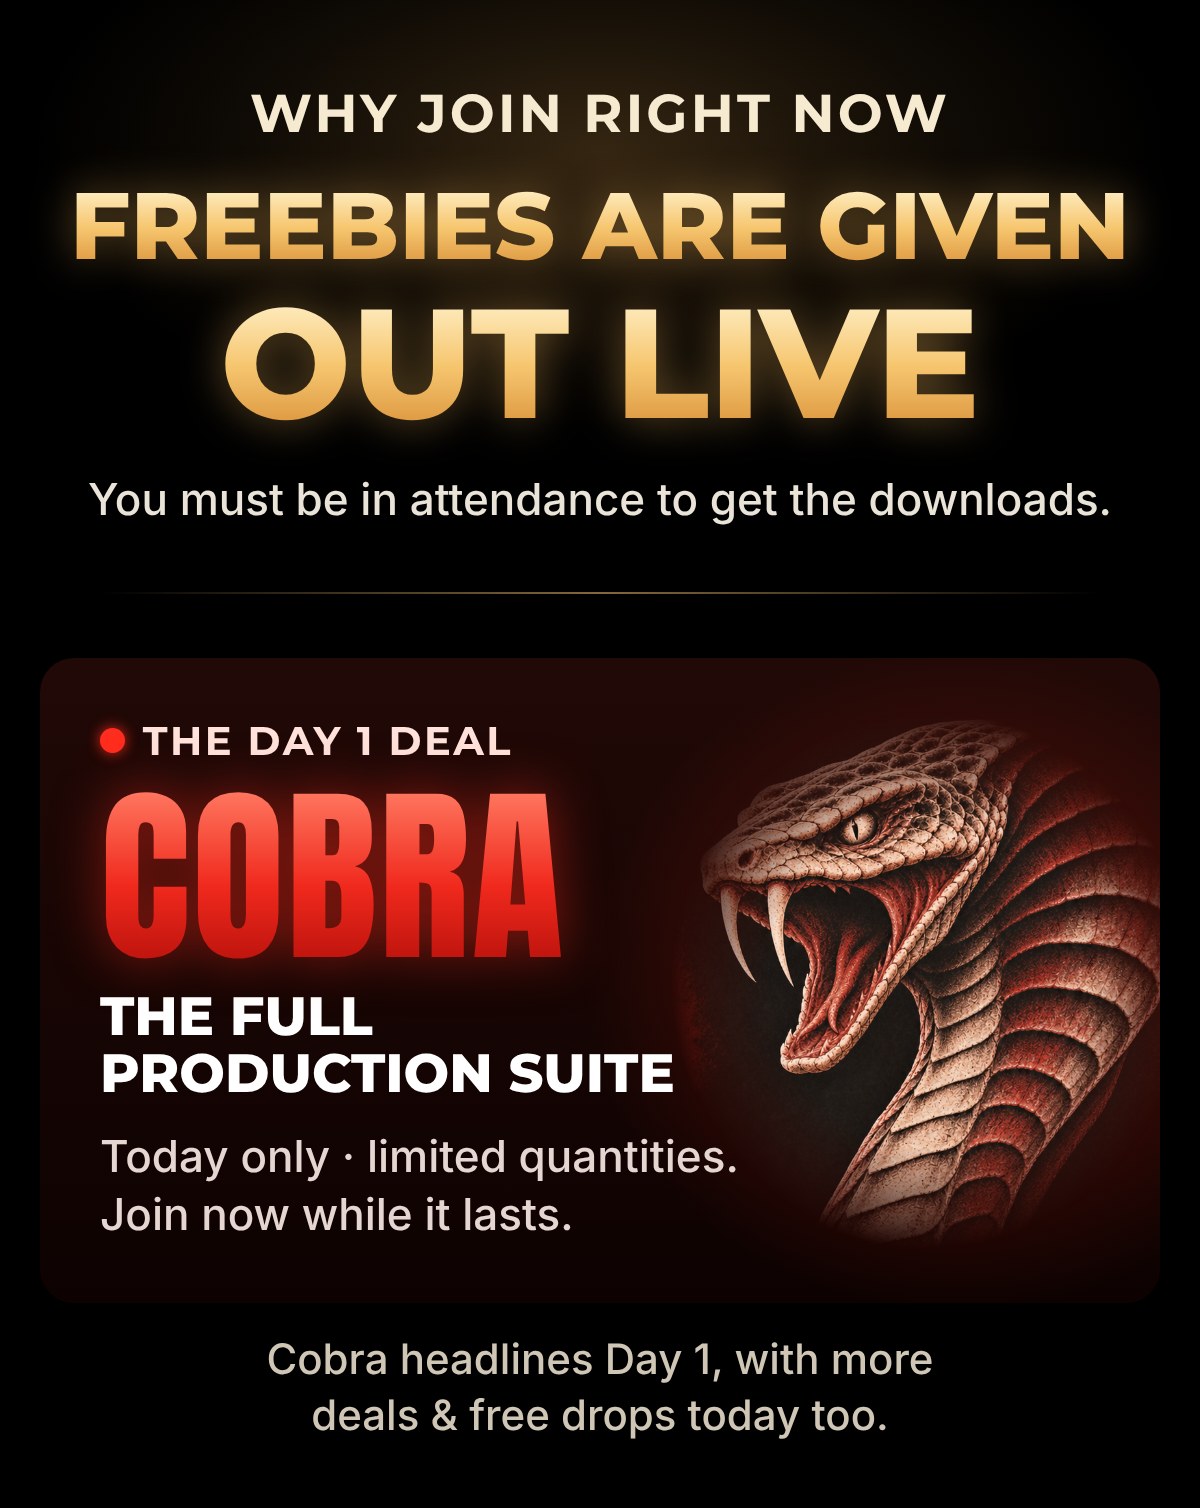 WHY JOIN RIGHT NOW
FREEBIES ARE GIVEN
OUT LIVE
You must be in attendance to get the downloads.
THE DAY 1 DEAL
COBRA
THE FULL
PRODUCTION SUITE
Today only · limited quantities.
Join now while it lasts.
Cobra headlines Day 1, with more
deals & free drops today too.